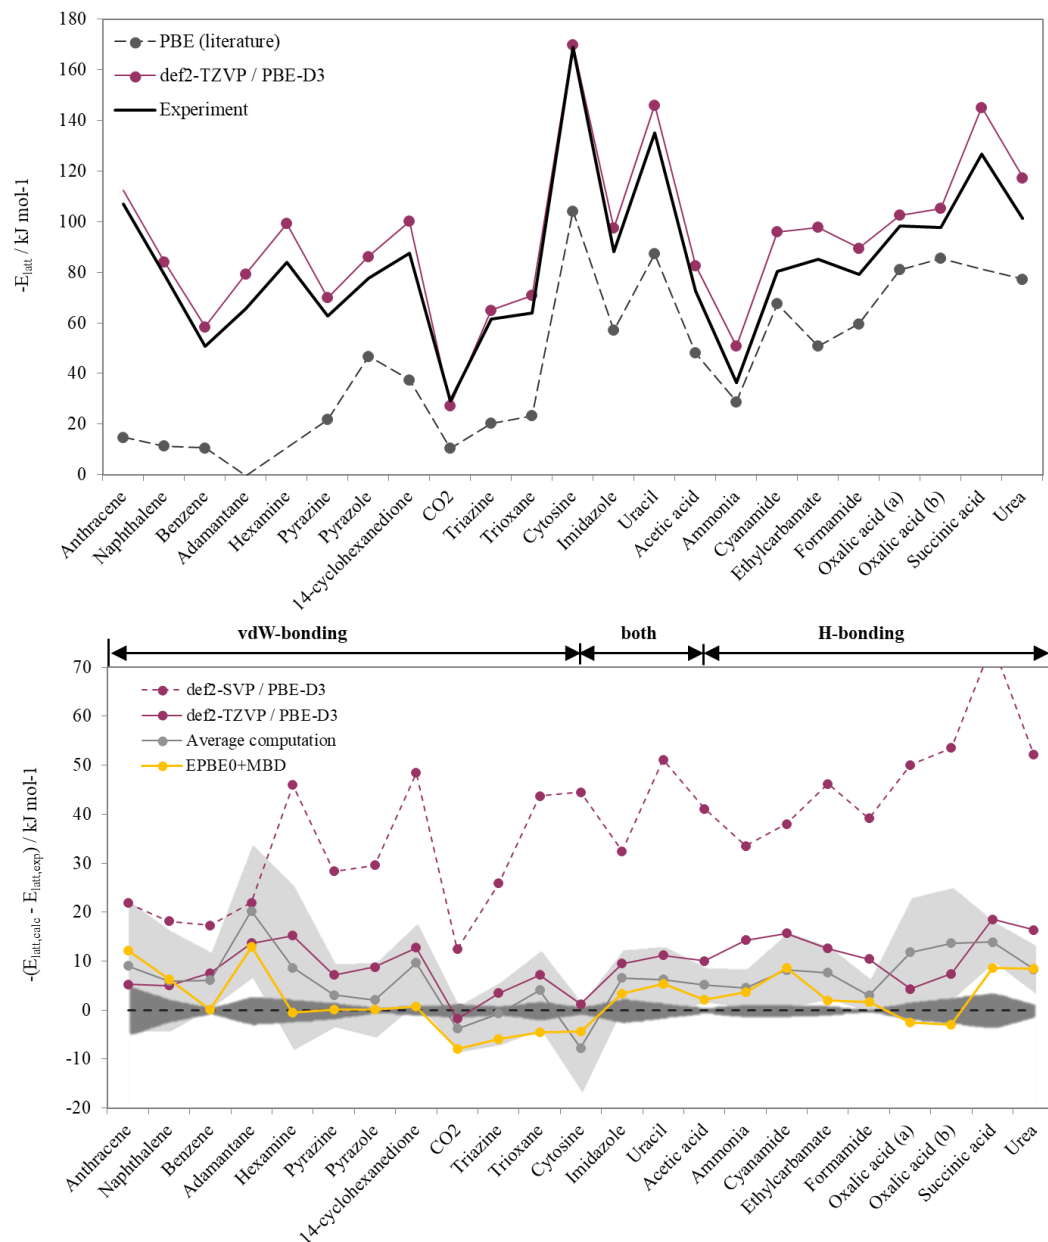 180
160
140
120
100
80
60
40
20
0
-E_latt / kJ mol-1
PBE (literature)
def2-TZVP / PBE-D3
Experiment
Anthracene
Naphthalene
Benzene
Adamantane
Hexamine
Pyrazine
Pyrazole
14-cyclohexanedione
CO2
Triazine
Trioxane
Cytosine
Imidazole
Uracil
Acetic acid
Ammonia
Cyanamide
Ethylcarbamate
Formamide
Oxalic acid (a)
Oxalic acid (b)
Succinic acid
Urea
vdW-bonding both H-bonding
70
60
50
40
30
20
10
0
-10
-20
-(E_latt,calc - E_latt,exp) / kJ mol-1
def2-SVP / PBE-D3
def2-TZVP / PBE-D3
Average computation
EPBE0+MBD
Anthracene
Naphthalene
Benzene
Adamantane
Hexamine
Pyrazine
Pyrazole
14-cyclohexanedione
CO2
Triazine
Trioxane
Cytosine
Imidazole
Uracil
Acetic acid
Ammonia
Cyanamide
Ethylcarbamate
Formamide
Oxalic acid (a)
Oxalic acid (b)
Succinic acid
Urea